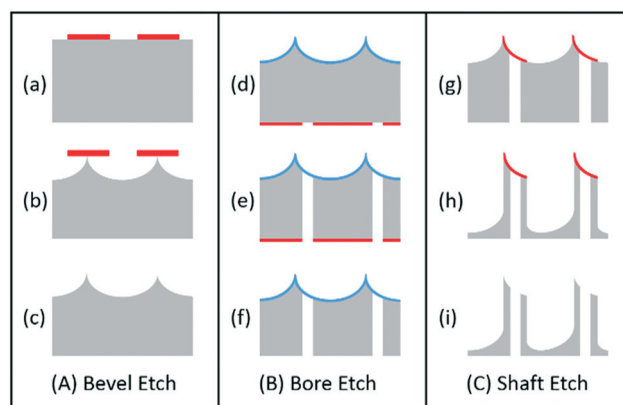 (a)
(b)
(c)
(A) Bevel Etch
(d)
(e)
(f)
(B) Bore Etch
(g)
(h)
(i)
(C) Shaft Etch